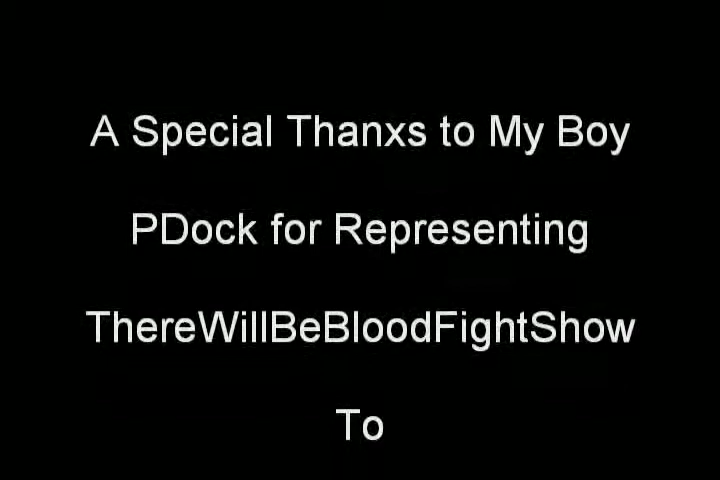 A Special Thanxs to My Boy
PDock for Representing
ThereWillBeBloodFightShow
To